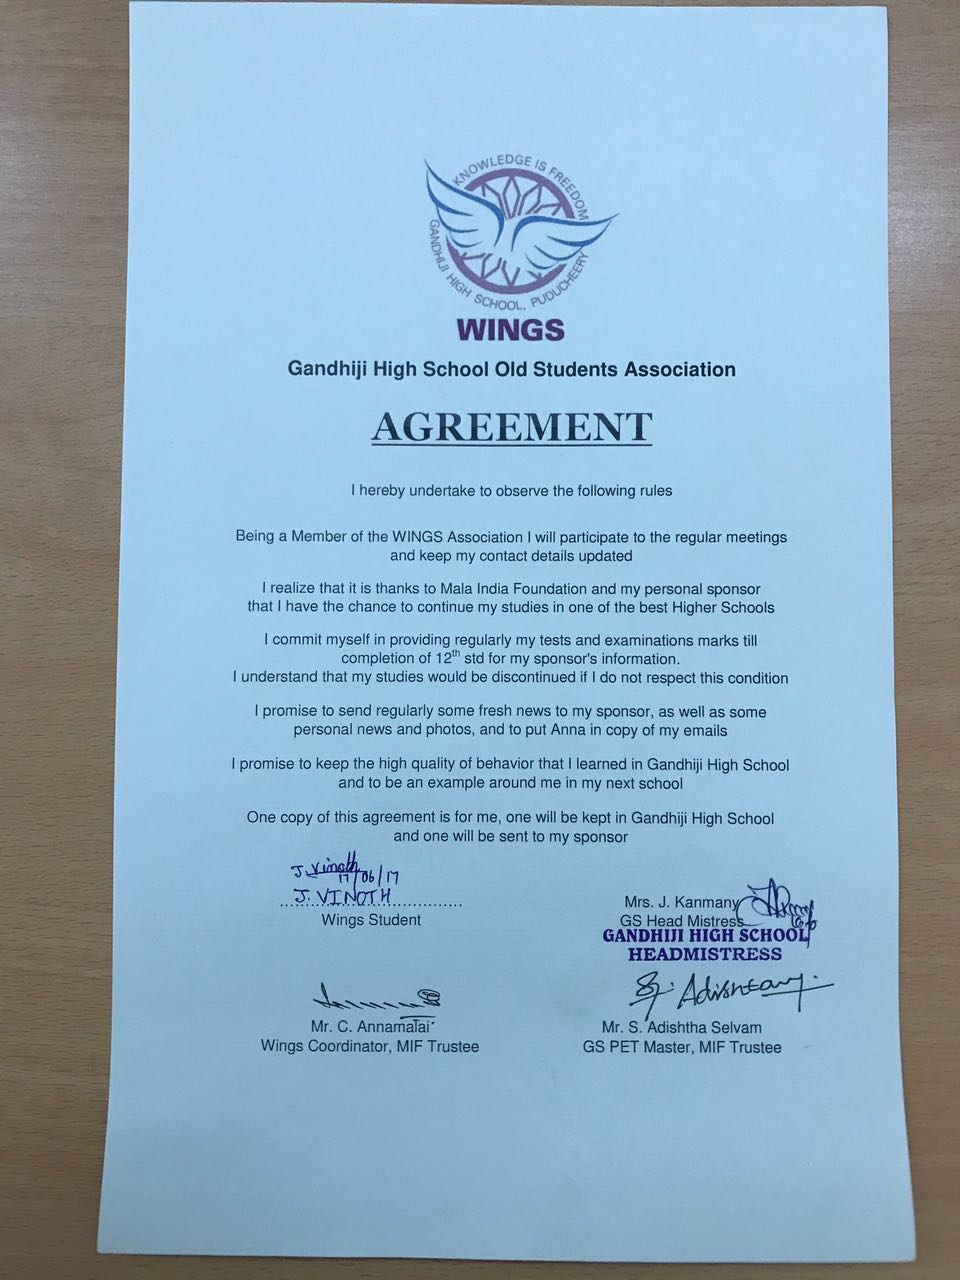 KNOWLEDGE IS FREEDOM
GANDHIJI HIGH SCHOOL, PUDUCHEERY
WINGS
Gandhiji High School Old Students Association
AGREEMENT
I hereby undertake to observe the following rules
Being a Member of the WINGS Association I will participate to the regular meetings
and keep my contact details updated
I realize that it is thanks to Mala India Foundation and my personal sponsor
that I have the chance to continue my studies in one of the best Higher Schools
I commit myself in providing regularly my tests and examinations marks till
completion of 12th std for my sponsor's information.
I understand that my studies would be discontinued if I do not respect this condition
I promise to send regularly some fresh news to my sponsor, as well as some
personal news and photos, and to put Anna in copy of my emails
I promise to keep the high quality of behavior that I learned in Gandhiji High School
and to be an example around me in my next school
One copy of this agreement is for me, one will be kept in Gandhiji High School
and one will be sent to my sponsor
J. Vinoth
17/06/17
J. VINOTH
Wings Student
Mrs. J. Kanmany
GS Head Mistress
GANDHIJI HIGH SCHOOL
HEADMISTRESS
Mr. C. Annamalai
Wings Coordinator, MIF Trustee
Mr. S. Adishtha Selvam
GS PET Master, MIF Trustee